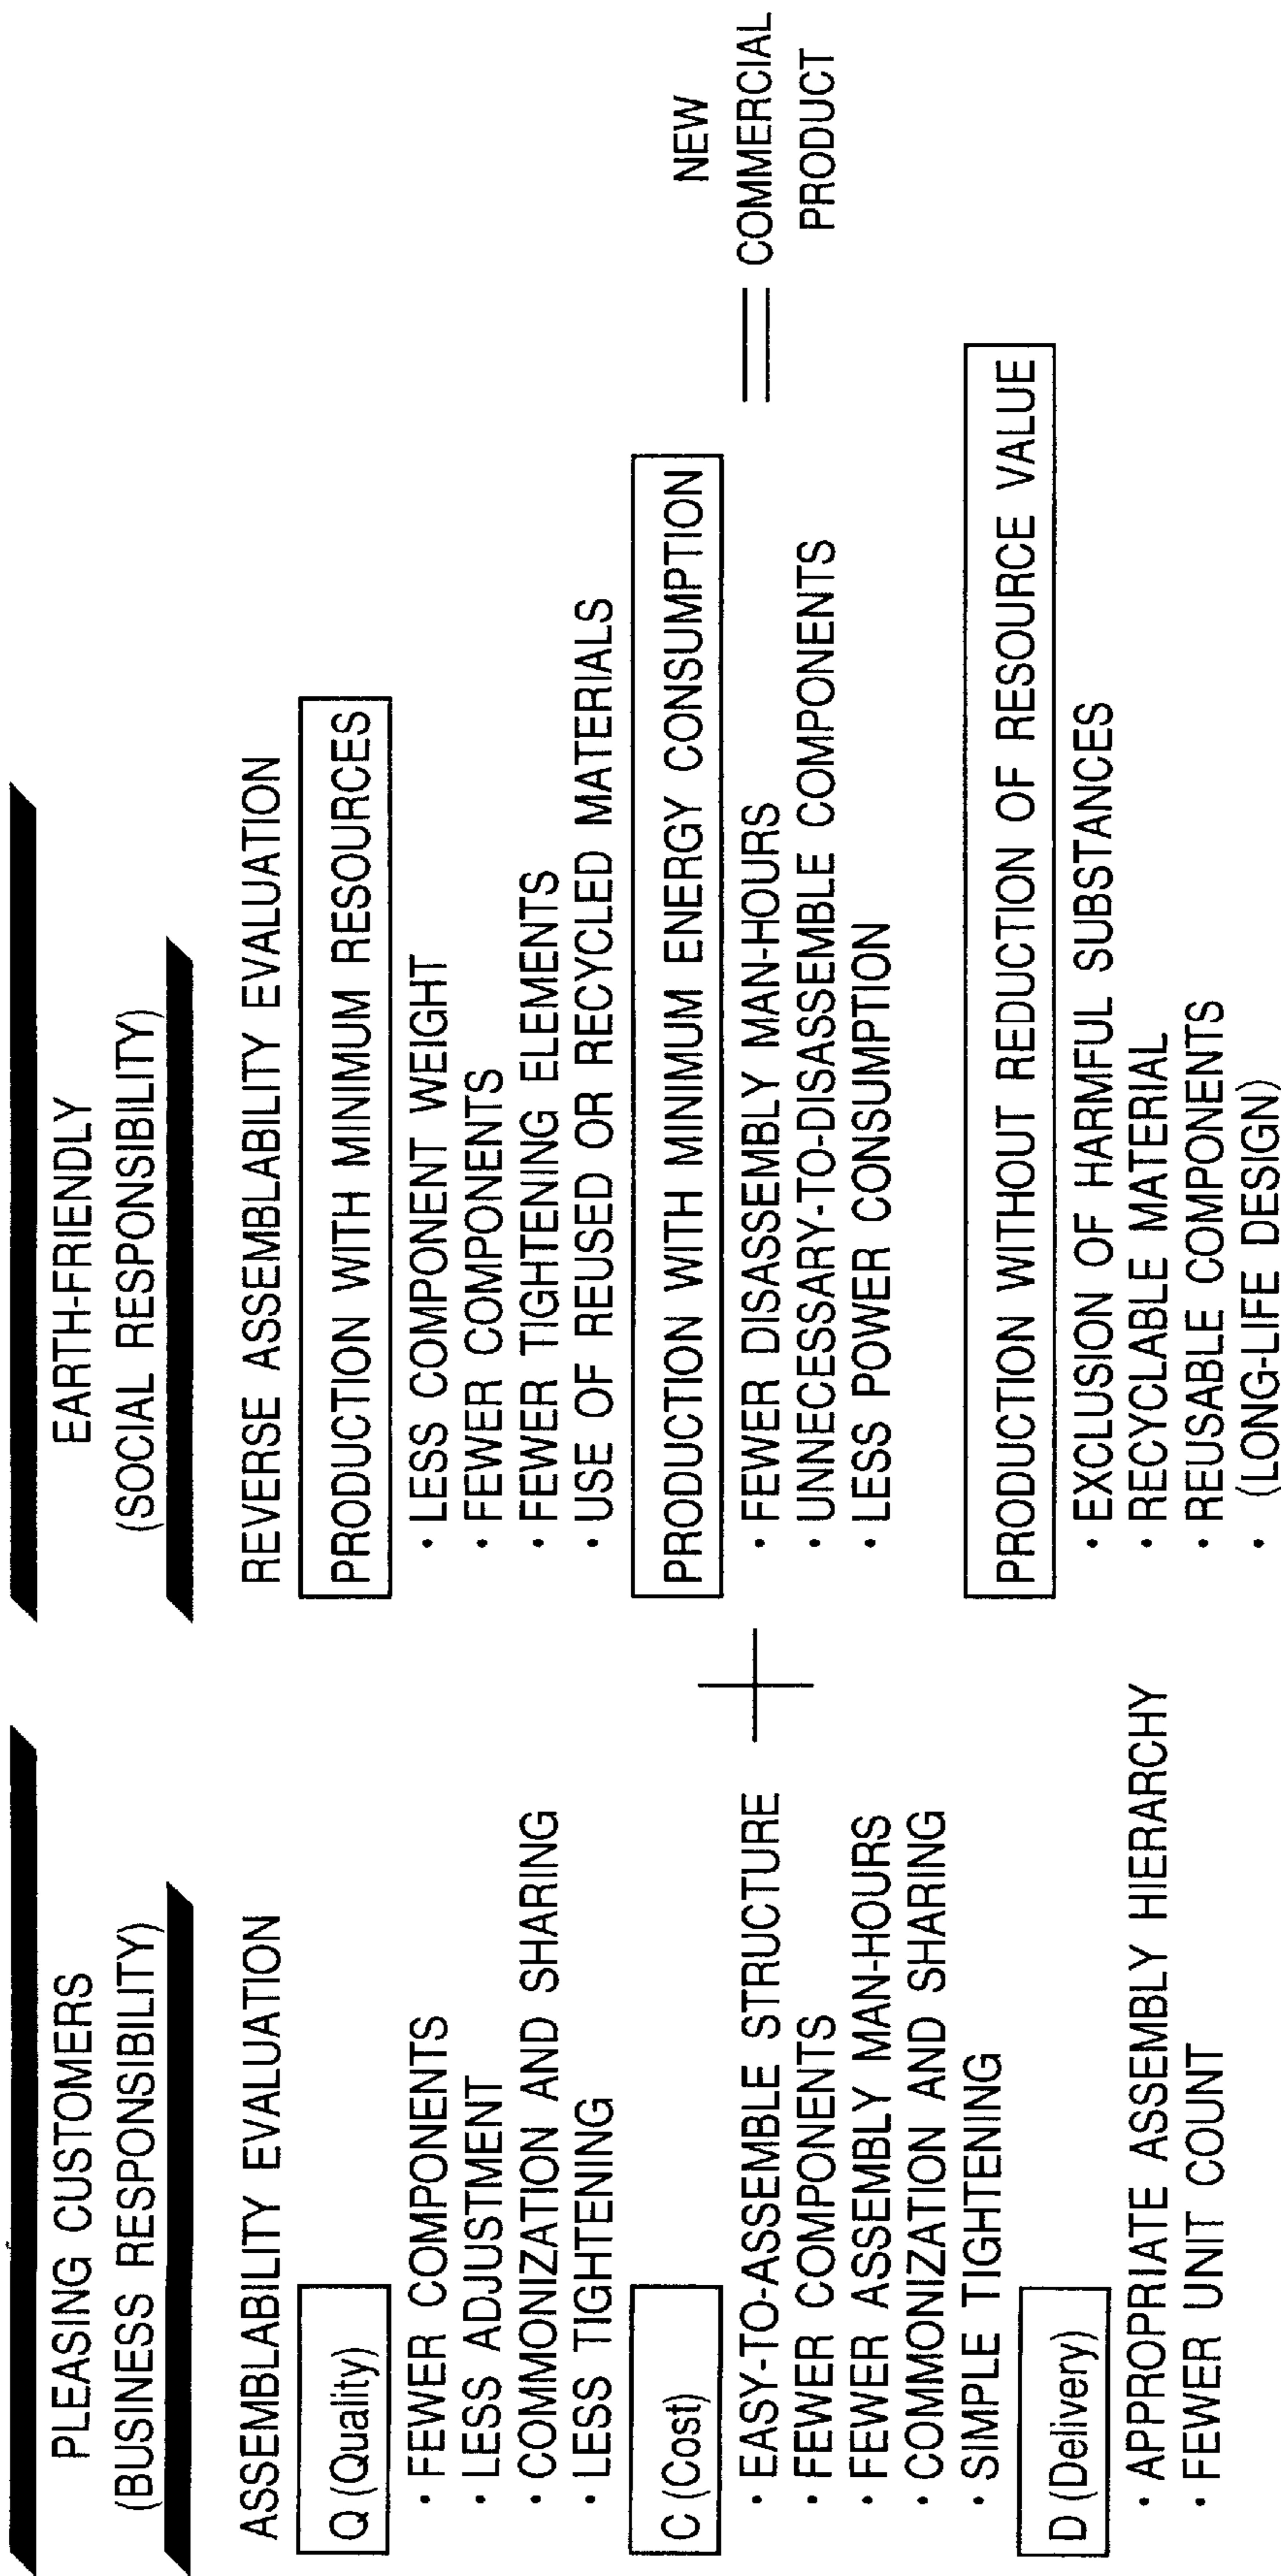 PLEASING CUSTOMERS
(BUSINESS RESPONSIBILITY)
ASSEMBLABILITY EVALUATION
Q (Quality)
· FEWER COMPONENTS
· LESS ADJUSTMENT
· COMMONIZATION AND SHARING
· LESS TIGHTENING
C (Cost)
· EASY-TO-ASSEMBLE STRUCTURE
· FEWER COMPONENTS
· FEWER ASSEMBLY MAN-HOURS
· COMMONIZATION AND SHARING
· SIMPLE TIGHTENING
D (Delivery)
· APPROPRIATE ASSEMBLY HIERARCHY
· FEWER UNIT COUNT
+
EARTH-FRIENDLY
(SOCIAL RESPONSIBILITY)
REVERSE ASSEMBLABILITY EVALUATION
PRODUCTION WITH MINIMUM RESOURCES
· LESS COMPONENT WEIGHT
· FEWER COMPONENTS
· FEWER TIGHTENING ELEMENTS
· USE OF REUSED OR RECYCLED MATERIALS
PRODUCTION WITH MINIMUM ENERGY CONSUMPTION
· FEWER DISASSEMBLY MAN-HOURS
· UNNECESSARY-TO-DISASSEMBLE COMPONENTS
· LESS POWER CONSUMPTION
PRODUCTION WITHOUT REDUCTION OF RESOURCE VALUE
· EXCLUSION OF HARMFUL SUBSTANCES
· RECYCLABLE MATERIAL
· REUSABLE COMPONENTS
· (LONG-LIFE DESIGN)
=
NEW
COMMERCIAL
PRODUCT